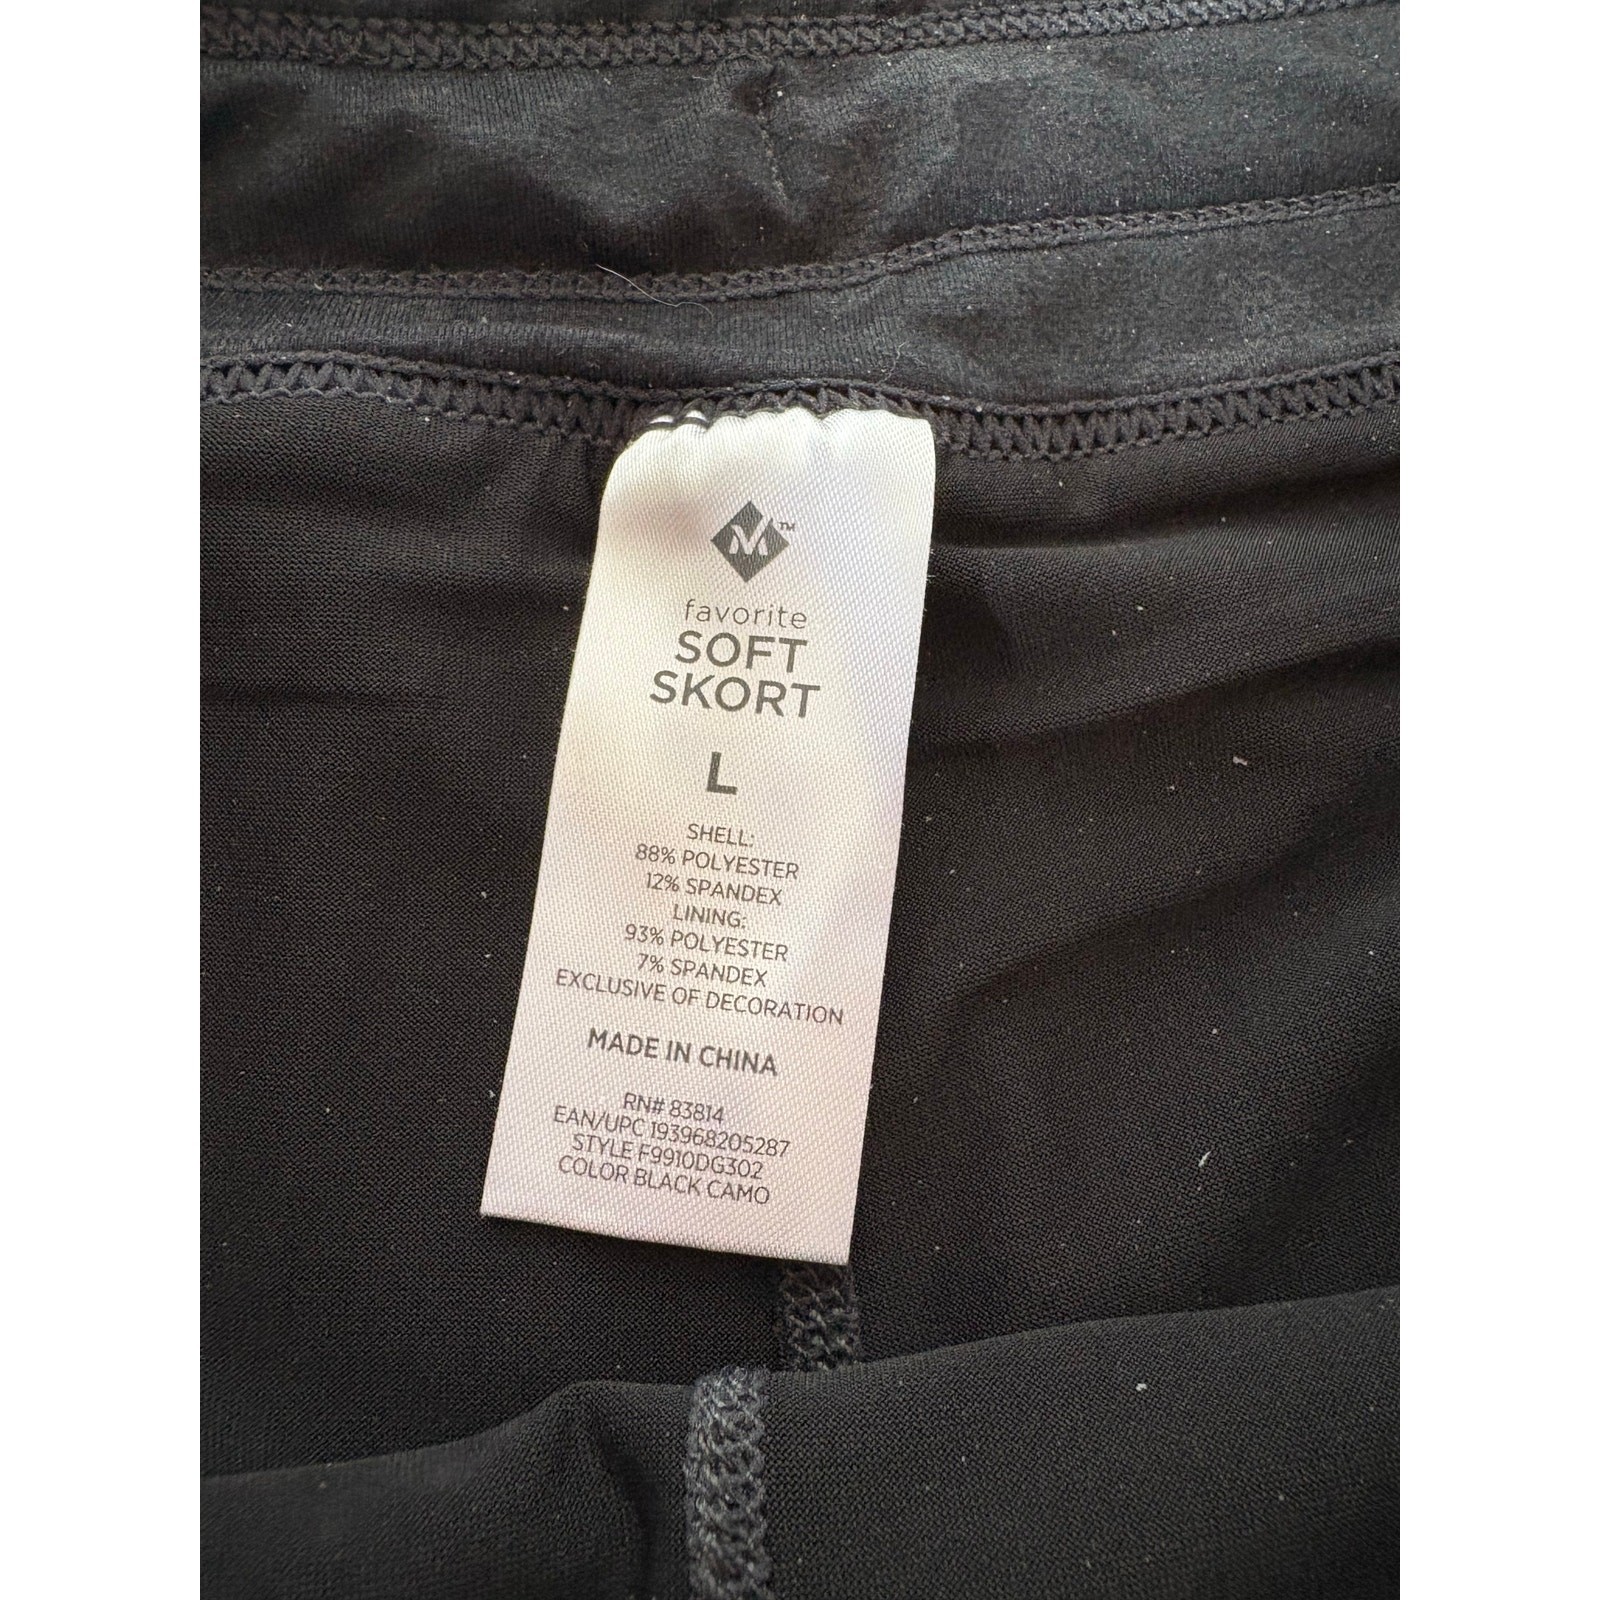 M™
favorite
SOFT
SKORT
L
SHELL:
88% POLYESTER
12% SPANDEX
LINING:
93% POLYESTER
7% SPANDEX
EXCLUSIVE OF DECORATION
MADE IN CHINA
RN# 83814
EAN/UPC 193968205287
STYLE F9910DG302
COLOR BLACK CAMO